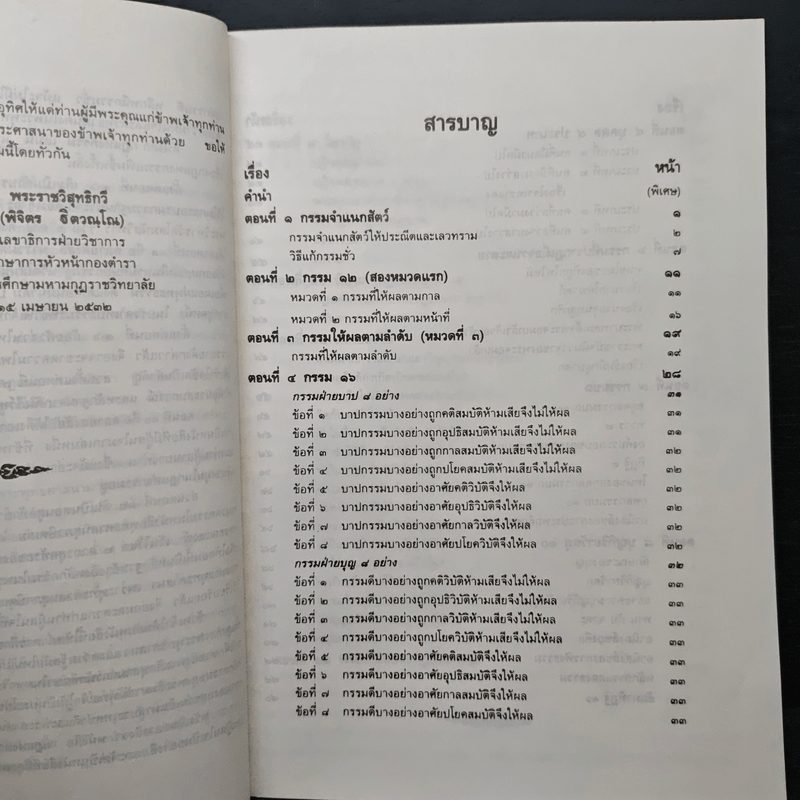 อุทิศให้แด่ท่านผู้มีพระคุณแก่ข้าพเจ้าทุกท่าน
ระศาสนาของข้าพเจ้าทุกท่านด้วย ขอให้
มนี้โดยทั่วกัน
พระราชวิสุทธิกวี
(พิจิตร ฐิตวณฺโณ)
เลขาธิการฝ่ายวิชาการ
กษาการหัวหน้ากองตำรา
ศึกษามหามกุฏราชวิทยาลัย
๑๕ เมษายน ๒๕๓๒
สารบาญ
เรื่อง หน้า
คำนำ (พิเศษ)
ตอนที่ ๑ กรรมจำแนกสัตว์ ๑
กรรมจำแนกสัตว์ให้ประณีตและเลวทราม ๒
วิธีแก้กรรมชั่ว ๗
ตอนที่ ๒ กรรม ๑๒ (สองหมวดแรก) ๑๑
หมวดที่ ๑ กรรมที่ให้ผลตามกาล ๑๑
หมวดที่ ๒ กรรมที่ให้ผลตามหน้าที่ ๑๖
ตอนที่ ๓ กรรมให้ผลตามลำดับ (หมวดที่ ๓) ๑๙
กรรมที่ให้ผลตามลำดับ ๑๙
ตอนที่ ๔ กรรม ๑๖ ๒๘
กรรมฝ่ายบาป ๘ อย่าง ๓๑
ข้อที่ ๑ บาปกรรมบางอย่างถูกคติสมบัติห้ามเสียจึงไม่ให้ผล ๓๑
ข้อที่ ๒ บาปกรรมบางอย่างถูกอุปธิสมบัติห้ามเสียจึงไม่ให้ผล ๓๑
ข้อที่ ๓ บาปกรรมบางอย่างถูกกาลสมบัติห้ามเสียจึงไม่ให้ผล ๓๒
ข้อที่ ๔ บาปกรรมบางอย่างถูกปโยคสมบัติห้ามเสียจึงไม่ให้ผล ๓๒
ข้อที่ ๕ บาปกรรมบางอย่างอาศัยคติวิบัติจึงให้ผล ๓๒
ข้อที่ ๖ บาปกรรมบางอย่างอาศัยอุปธิวิบัติจึงให้ผล ๓๒
ข้อที่ ๗ บาปกรรมบางอย่างอาศัยกาลวิบัติจึงให้ผล ๓๒
ข้อที่ ๘ บาปกรรมบางอย่างอาศัยปโยควิบัติจึงให้ผล ๓๒
กรรมฝ่ายบุญ ๘ อย่าง ๓๒
ข้อที่ ๑ กรรมดีบางอย่างถูกคติวิบัติห้ามเสียจึงไม่ให้ผล ๓๓
ข้อที่ ๒ กรรมดีบางอย่างถูกอุปธิวิบัติห้ามเสียจึงไม่ให้ผล ๓๓
ข้อที่ ๓ กรรมดีบางอย่างถูกกาลวิบัติห้ามเสียจึงไม่ให้ผล ๓๓
ข้อที่ ๔ กรรมดีบางอย่างถูกปโยควิบัติห้ามเสียจึงไม่ให้ผล ๓๓
ข้อที่ ๕ กรรมดีบางอย่างอาศัยคติสมบัติจึงให้ผล ๓๓
ข้อที่ ๖ กรรมดีบางอย่างอาศัยอุปธิสมบัติจึงให้ผล ๓๓
ข้อที่ ๗ กรรมดีบางอย่างอาศัยกาลสมบัติจึงให้ผล ๓๓
ข้อที่ ๘ กรรมดีบางอย่างอาศัยปโยคสมบัติจึงให้ผล ๓๓